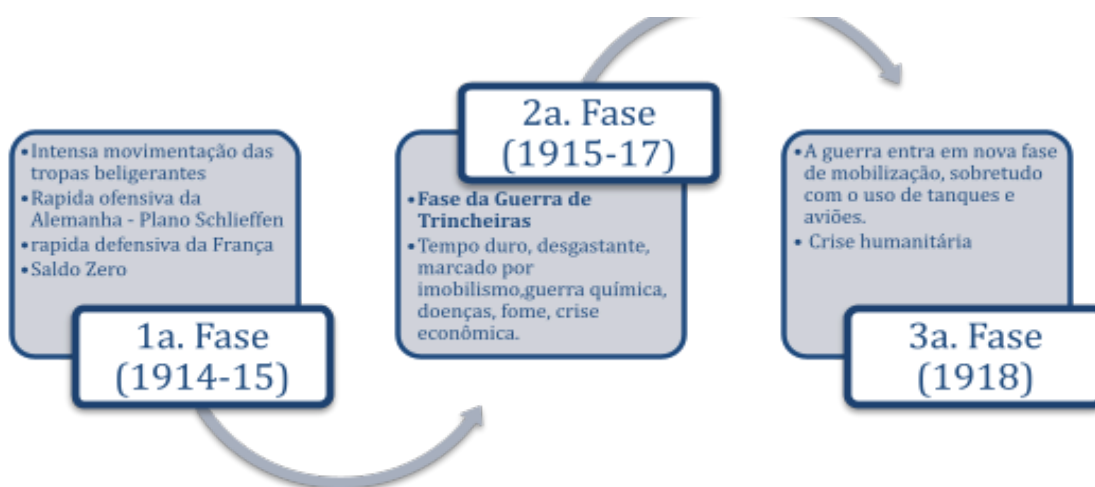 •Intensa movimentação das
tropas beligerantes
•Rapida ofensiva da
Alemanha - Plano Schlieffen
•rapida defensiva da França
•Saldo Zero
1a. Fase
(1914-15)
2a. Fase
(1915-17)
•Fase da Guerra de
Trincheiras
•Tempo duro, desgastante,
marcado por
imobilismo,guerra química,
doenças, fome, crise
econômica.
•A guerra entra em nova fase
de mobilização, sobretudo
com o uso de tanques e
aviões.
• Crise humanitária
3a. Fase
(1918)